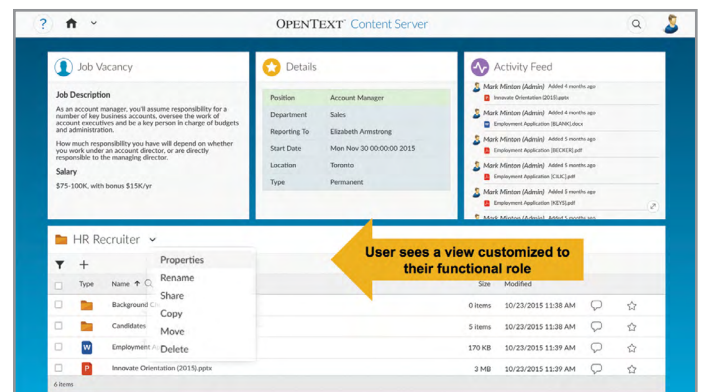 ?
OPENTEXT™ Content Server
Job Vacancy
Job Description
As an account manager, you'll assume responsibility for a
number of key business accounts, oversee the work of
account executives and be a key person in charge of budgets
and administration.
How much responsibility you have will depend on whether
you work under an account director, or are directly
responsible to the managing director.
Salary
$75-100K, with bonus $15K/yr
Details
Position Account Manager
Department Sales
Reporting To Elizabeth Armstrong
Start Date Mon Nov 30 00:00:00 2015
Location Toronto
Type Permanent
Activity Feed
Mark Minton (Admin) Added 4 months ago
Innovate Orientation (2015).pptx
Mark Minton (Admin) Added 4 months ago
Employment Application [BLANK].docx
Mark Minton (Admin) Added 5 months ago
Employment Application [BECKER].pdf
Mark Minton (Admin) Added 5 months ago
Employment Application [CILIC].pdf
Mark Minton (Admin) Added 5 months ago
Employment Application [KEYS].pdf
Mark Minton (Admin) Added 5 months ago
HR Recruiter
Properties
Rename
Share
Copy
Move
Delete
User sees a view customized to
their functional role
Type Name Size Modified
Background 0 items 10/23/2015 11:38 AM
Candidates 5 items 10/23/2015 11:38 AM
W Employment 170 KB 10/23/2015 11:39 AM
P Innovate Orientation (2015).pptx 3 MB 10/23/2015 11:39 AM
6 items